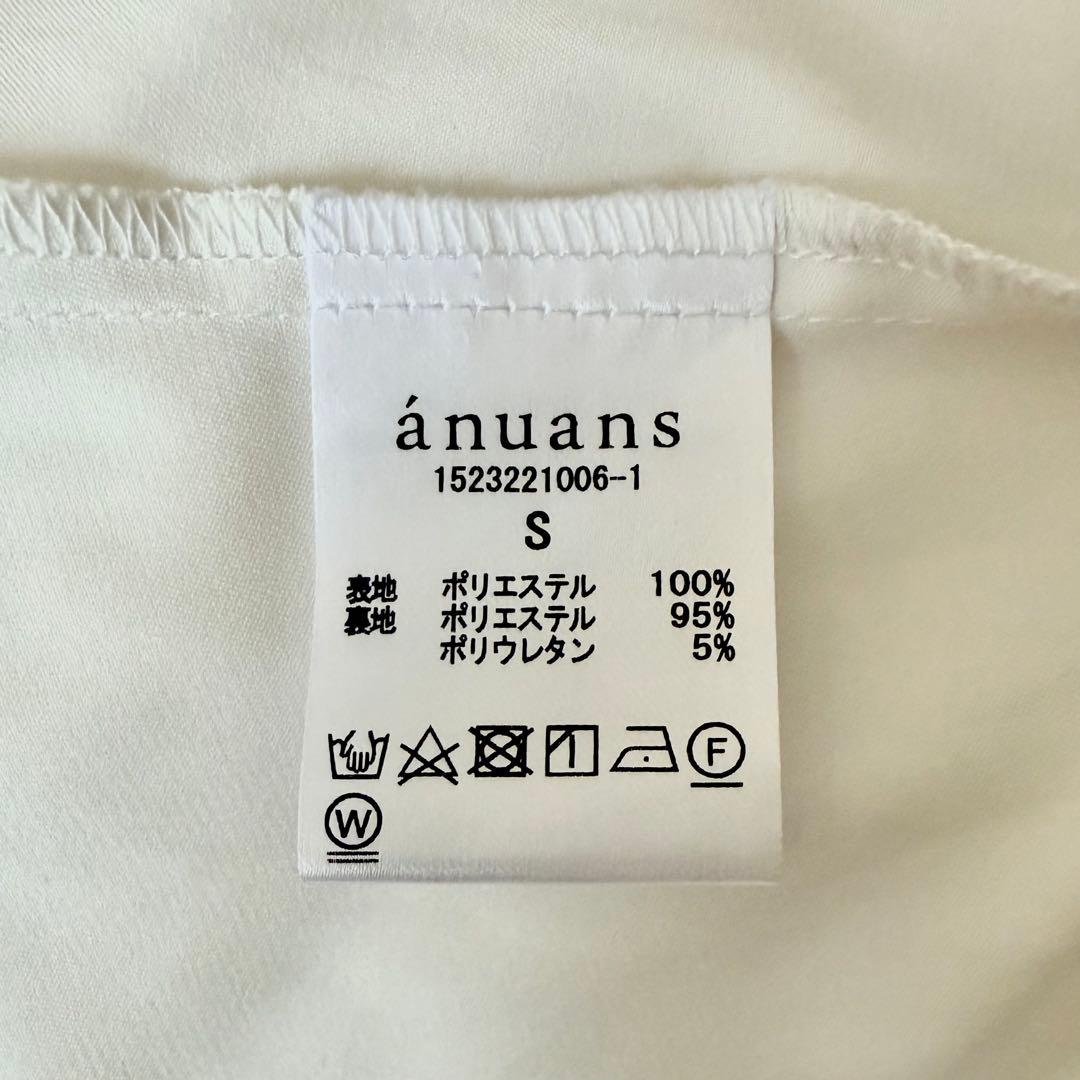 ánuans
1523221006--1
S
表地 ポリエステル 100%
裏地 ポリエステル 95%
ポリウレタン 5%
F
W